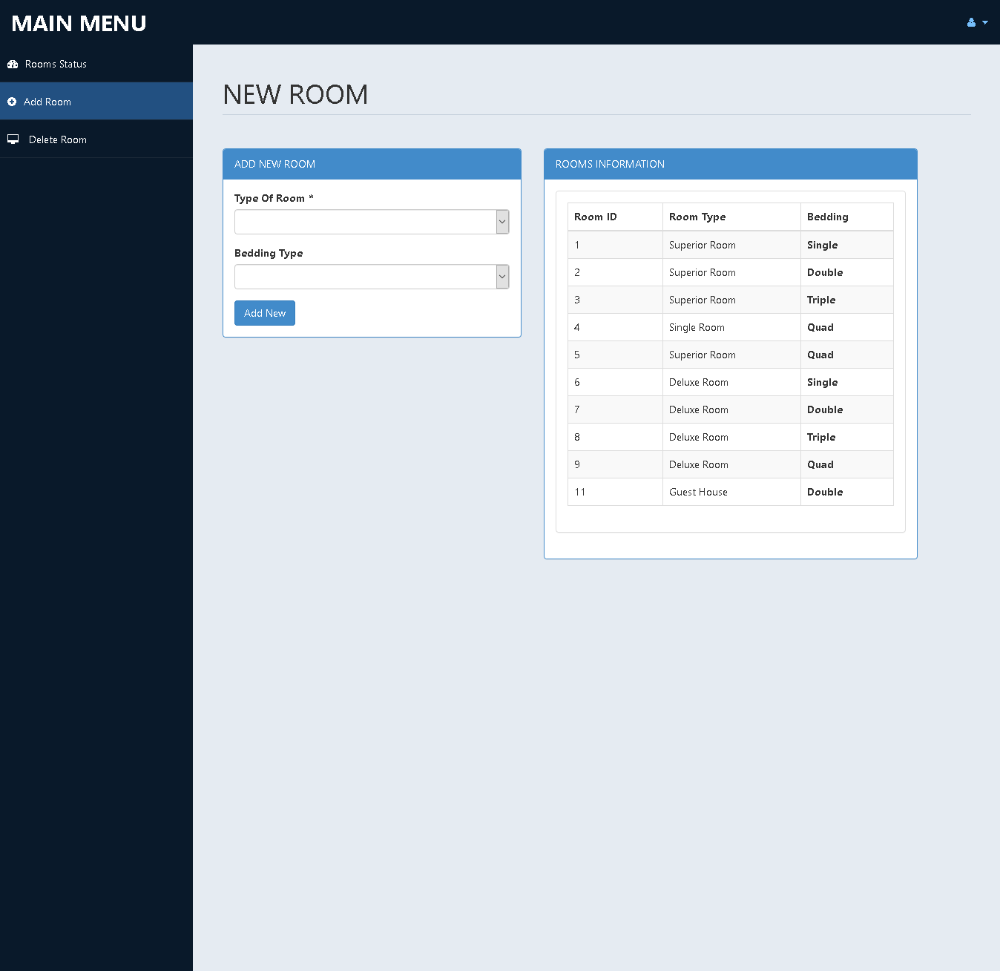 MAIN MENU
Rooms Status
Add Room
Delete Room
NEW ROOM
ADD NEW ROOM
Type Of Room *
Bedding Type
Add New
ROOMS INFORMATION
Room ID Room Type Bedding
1 Superior Room Single
2 Superior Room Double
3 Superior Room Triple
4 Single Room Quad
5 Superior Room Quad
6 Deluxe Room Single
7 Deluxe Room Double
8 Deluxe Room Triple
9 Deluxe Room Quad
11 Guest House Double